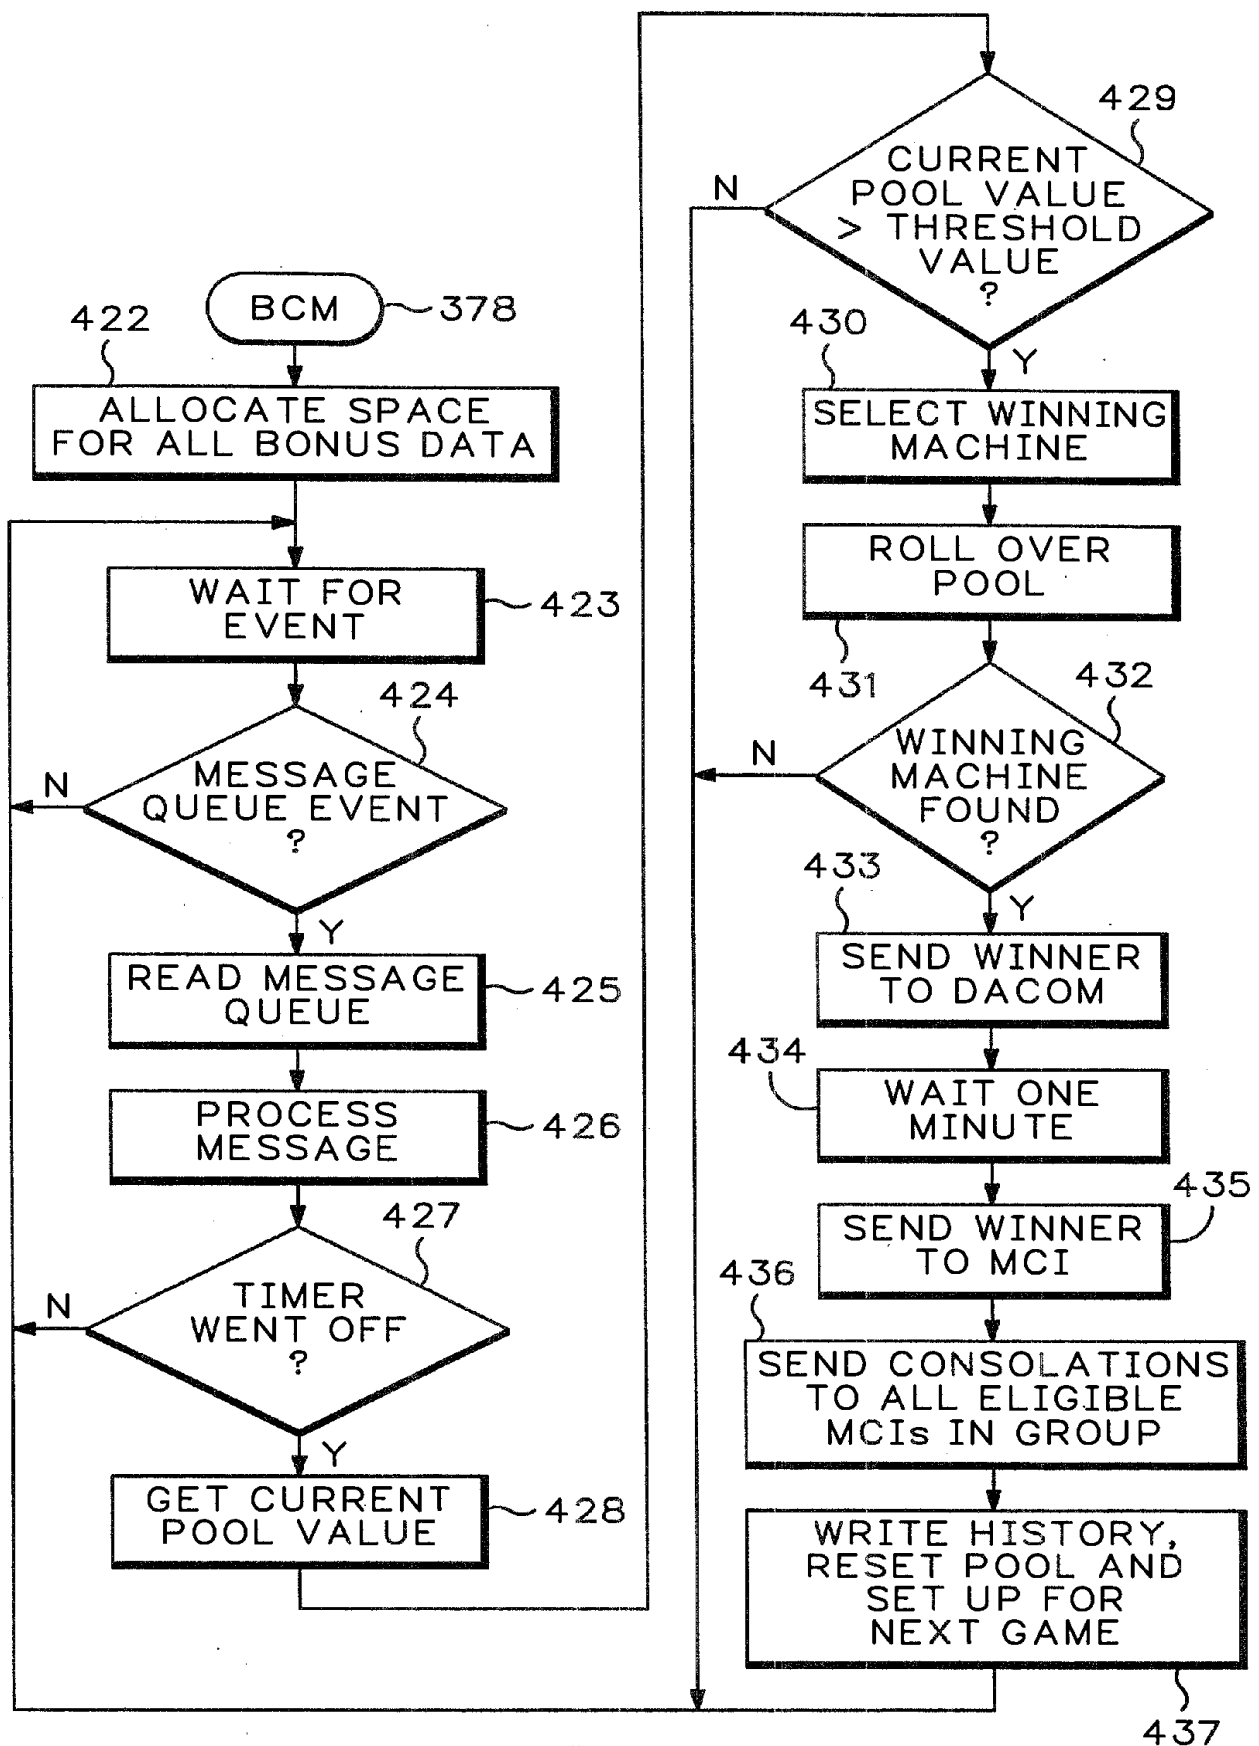 BCM
378
422
ALLOCATE SPACE
FOR ALL BONUS DATA
WAIT FOR
EVENT
423
424
MESSAGE
QUEUE EVENT
?
N
Y
READ MESSAGE
QUEUE
425
PROCESS
MESSAGE
426
427
TIMER
WENT OFF
?
N
Y
GET CURRENT
POOL VALUE
428
429
CURRENT
POOL VALUE
> THRESHOLD
VALUE
?
N
Y
430
SELECT WINNING
MACHINE
ROLL OVER
POOL
431
432
WINNING
MACHINE
FOUND
?
N
Y
433
SEND WINNER
TO DACOM
434
WAIT ONE
MINUTE
435
SEND WINNER
TO MCI
436
SEND CONSOLATIONS
TO ALL ELIGIBLE
MCIs IN GROUP
WRITE HISTORY,
RESET POOL AND
SET UP FOR
NEXT GAME
437